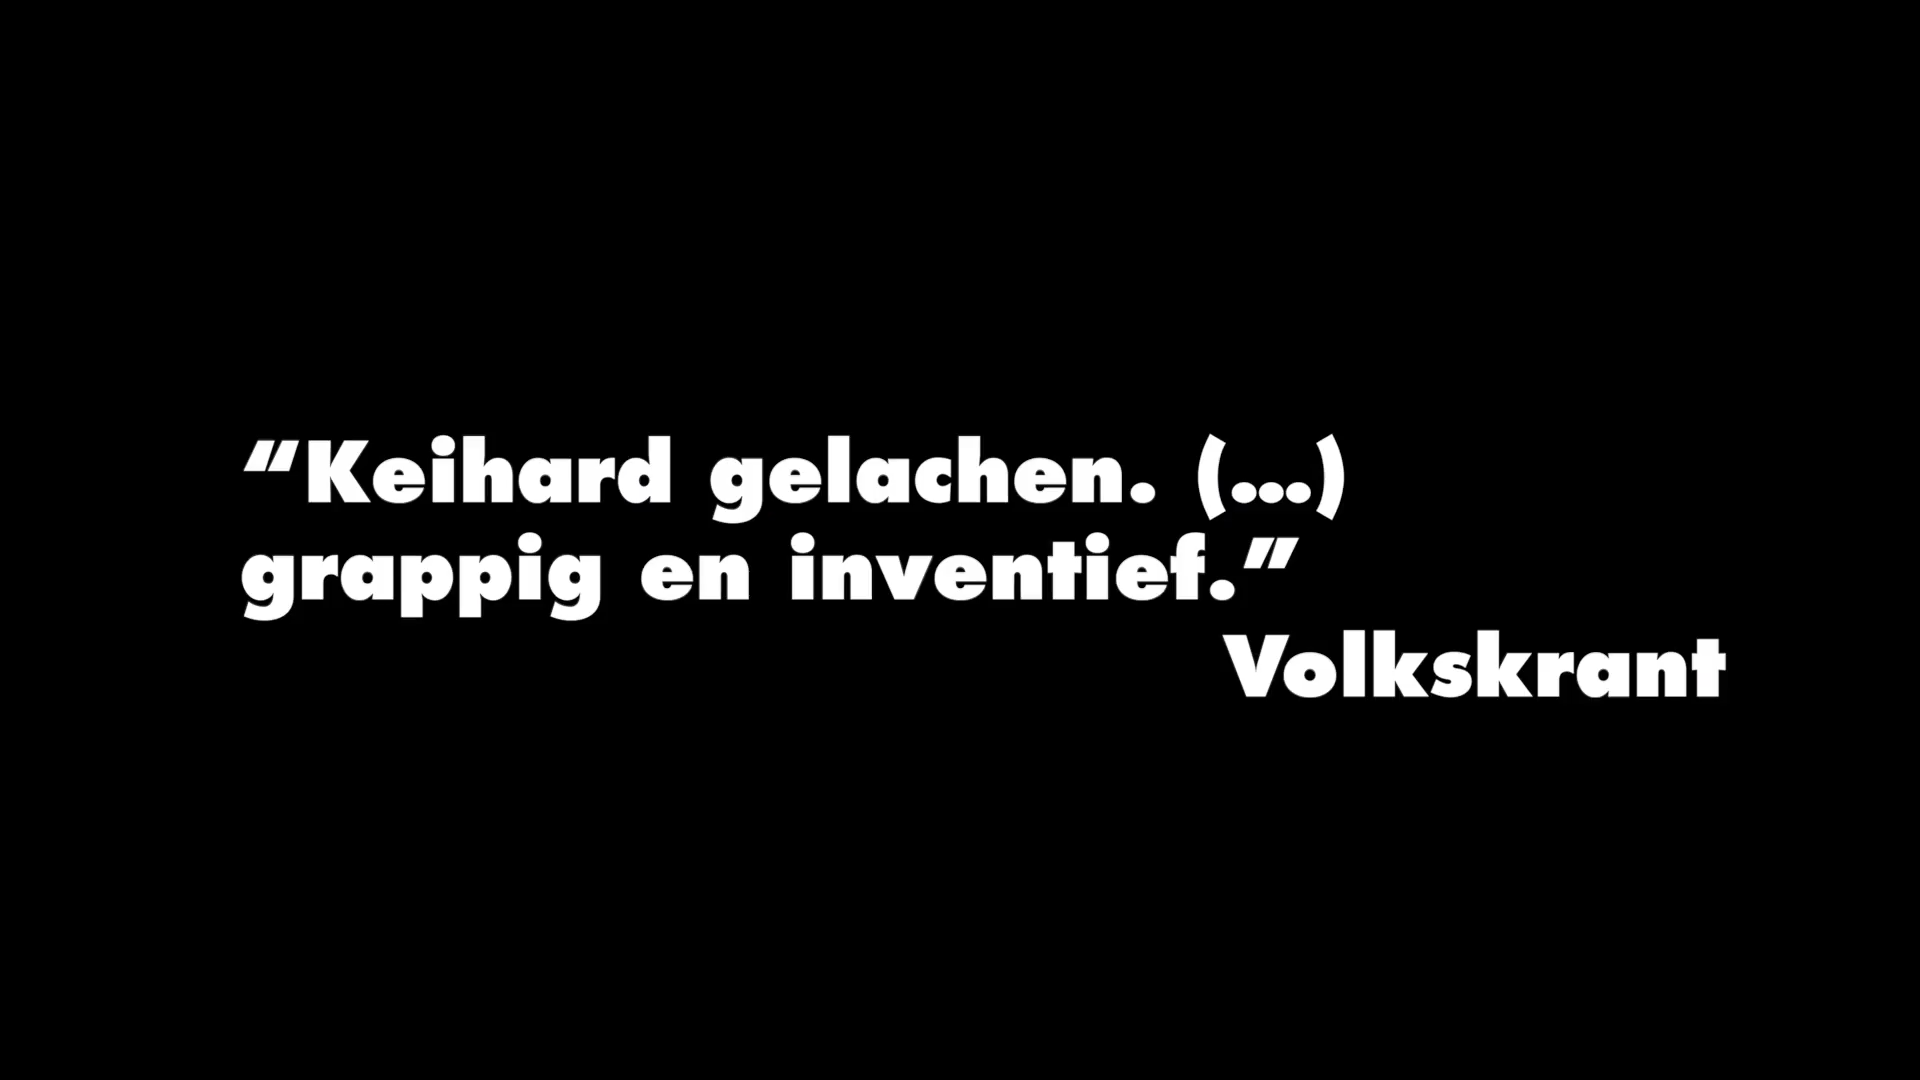 “Keihard gelachen. (...)
grappig en inventief.”
Volkskrant